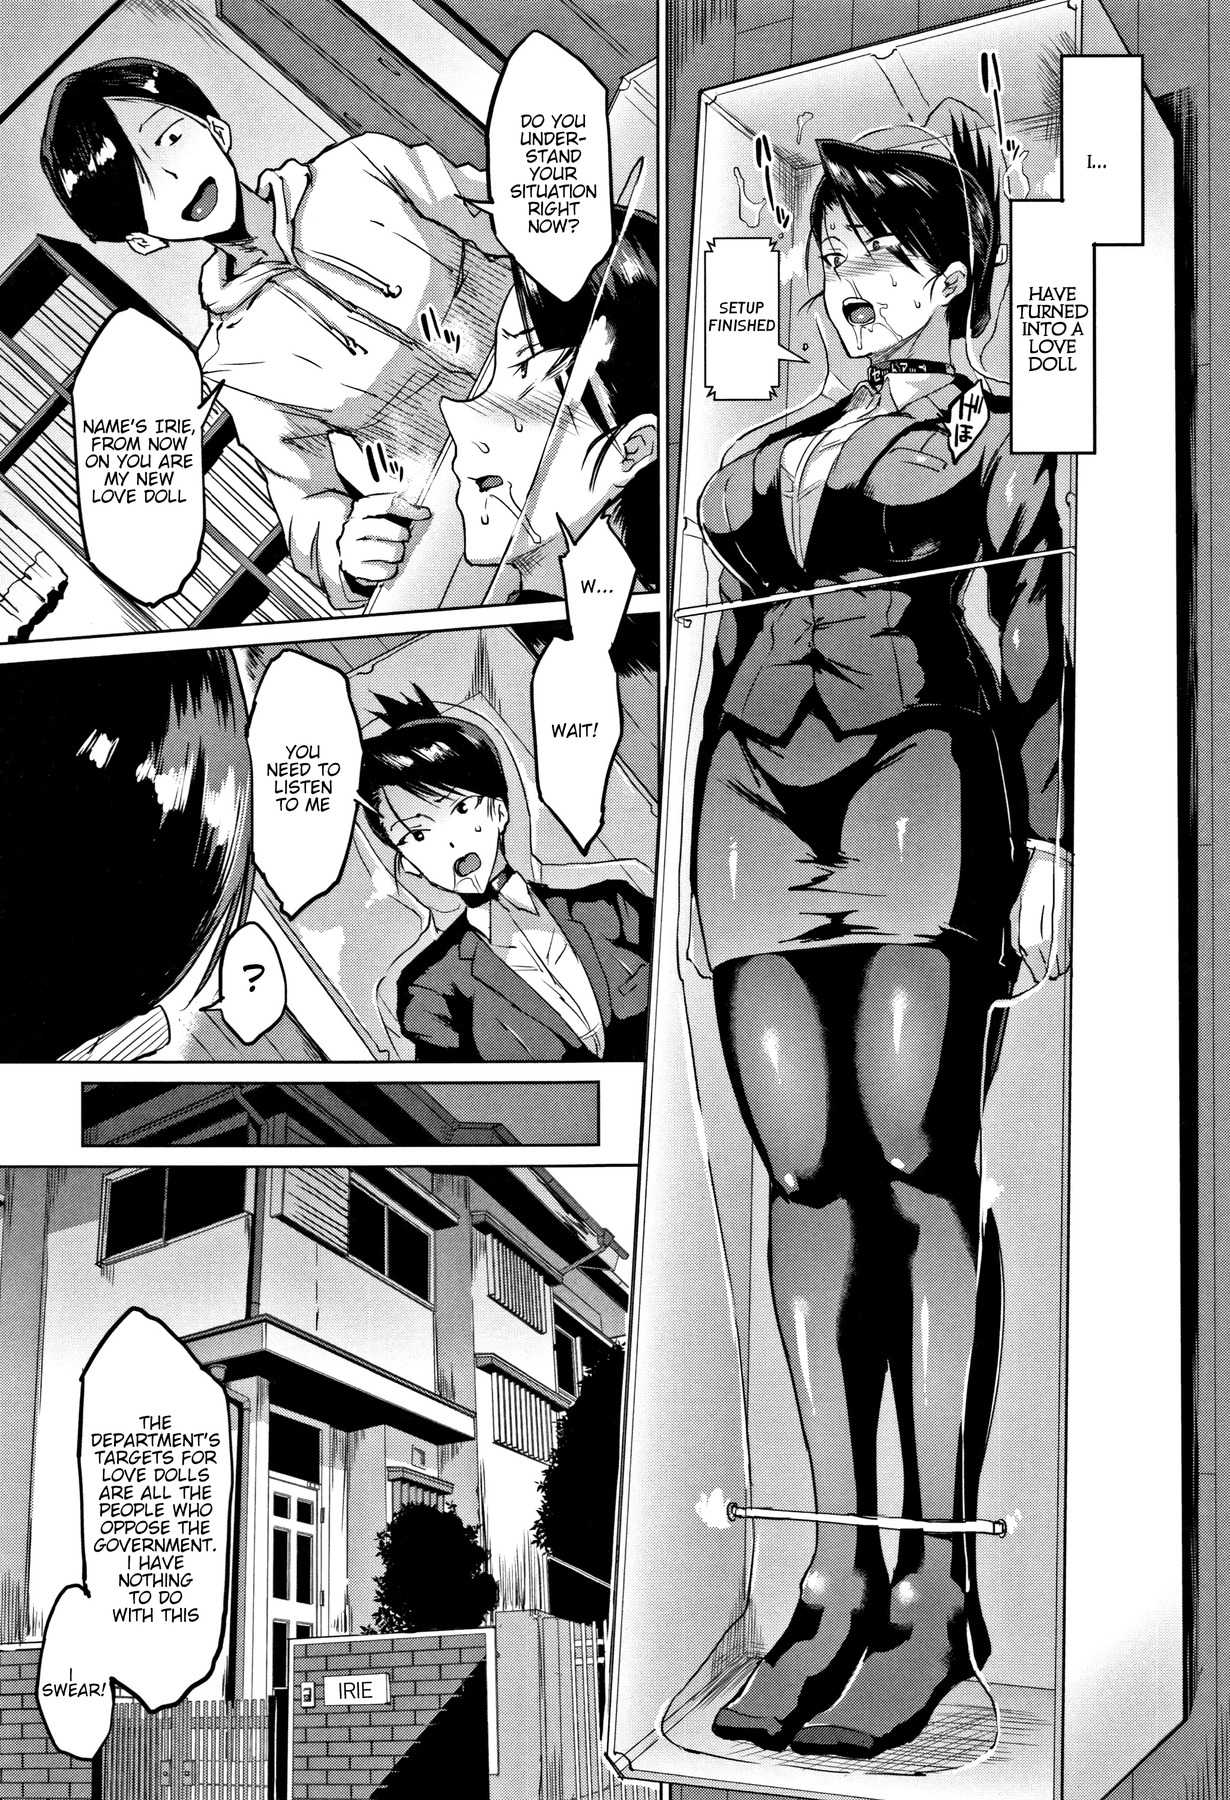 I...
HAVE
TURNED
INTO A
LOVE
DOLL
SETUP
FINISHED
DO YOU
UNDER-
STAND
YOUR
SITUATION
RIGHT
NOW?
NAME'S IRIE,
FROM NOW
ON YOU ARE
MY NEW
LOVE DOLL
W...
WAIT!
YOU
NEED TO
LISTEN
TO ME
?
THE
DEPARTMENT'S
TARGETS FOR
LOVE DOLLS
ARE ALL THE
PEOPLE WHO
OPPOSE THE
GOVERNMENT.
I HAVE
NOTHING
TO DO
WITH THIS
I
SWEAR!
IRIE